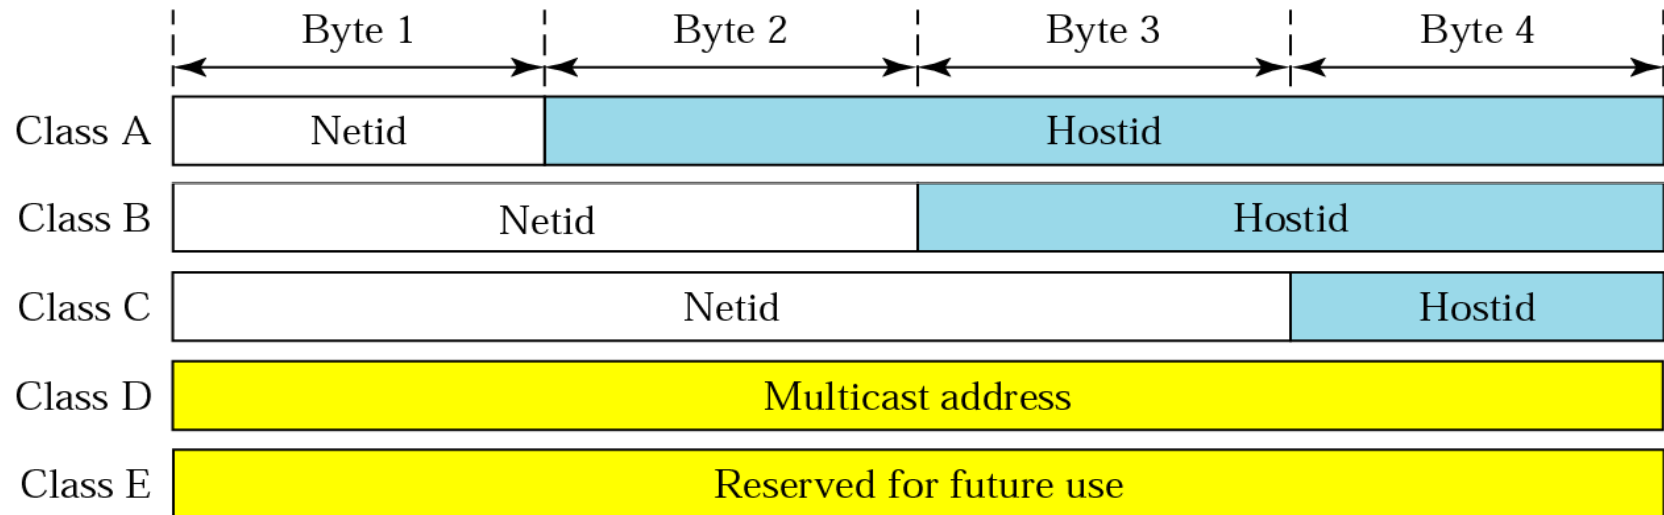 Byte 1 Byte 2 Byte 3 Byte 4
Class A Netid Hostid
Class B Netid Hostid
Class C Netid Hostid
Class D Multicast address
Class E Reserved for future use